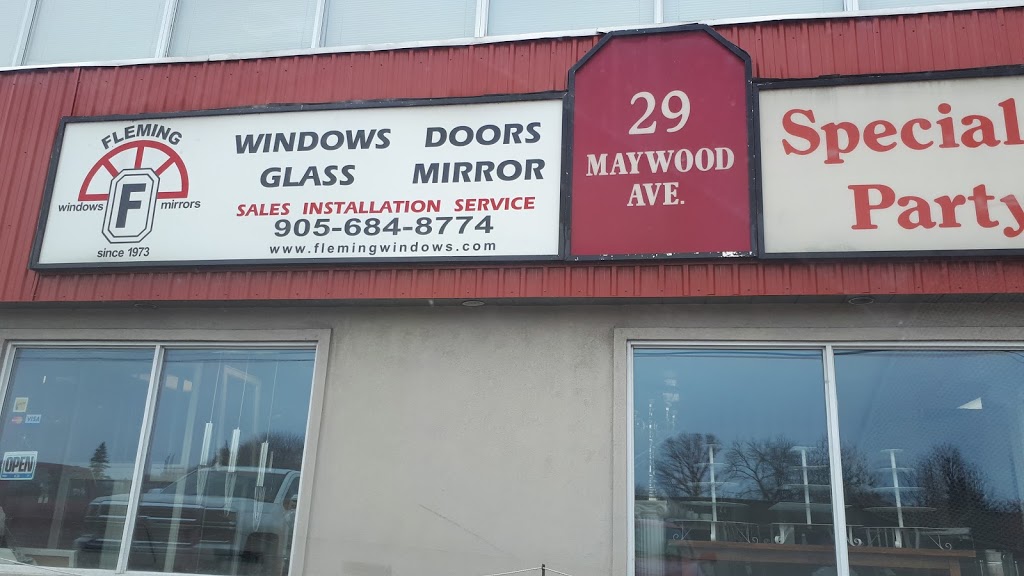 FLEMING
F
windows mirrors
since 1973
WINDOWS DOORS
GLASS MIRROR
SALES INSTALLATION SERVICE
905-684-8774
www.flemingwindows.com
29
MAYWOOD
AVE.
Special
Party
VISA
OPEN